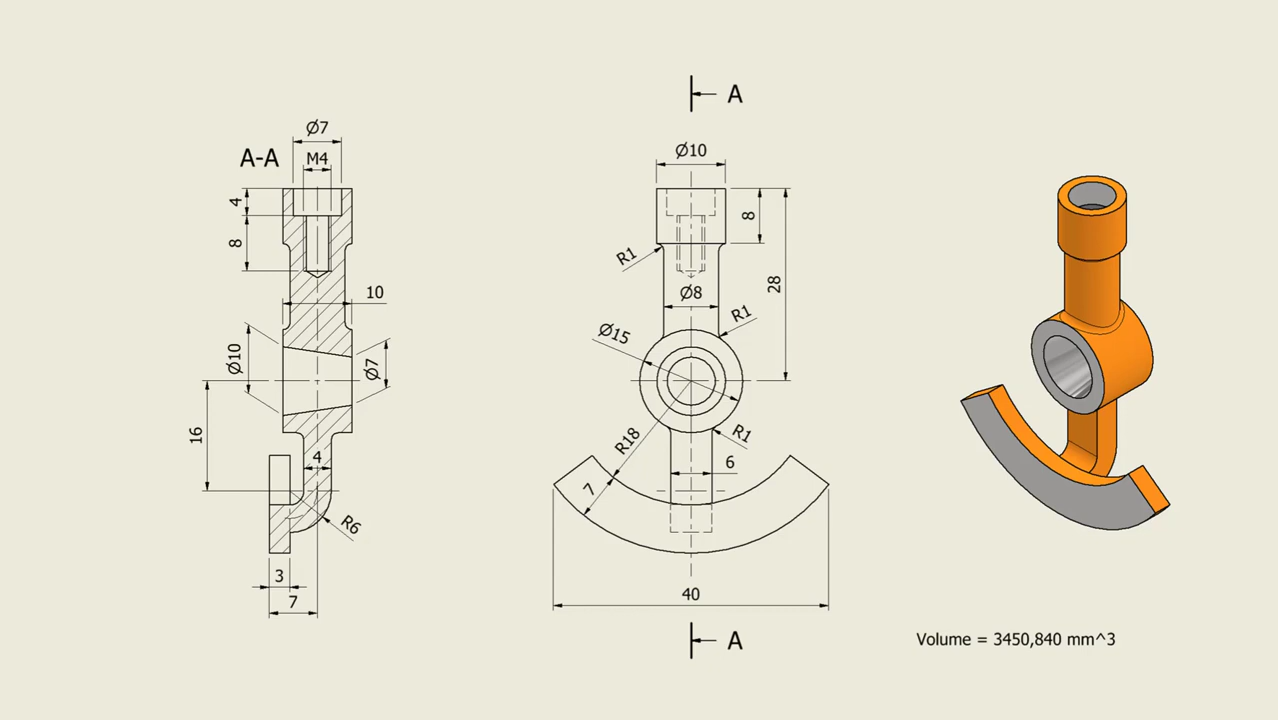 A-A
Ø7
M4
4
8
10
Ø10
Ø7
16
4
R6
3
7
A
Ø10
8
R1
28
Ø8
R1
Ø15
R18
R1
6
7
40
A
Volume = 3450,840 mm^3